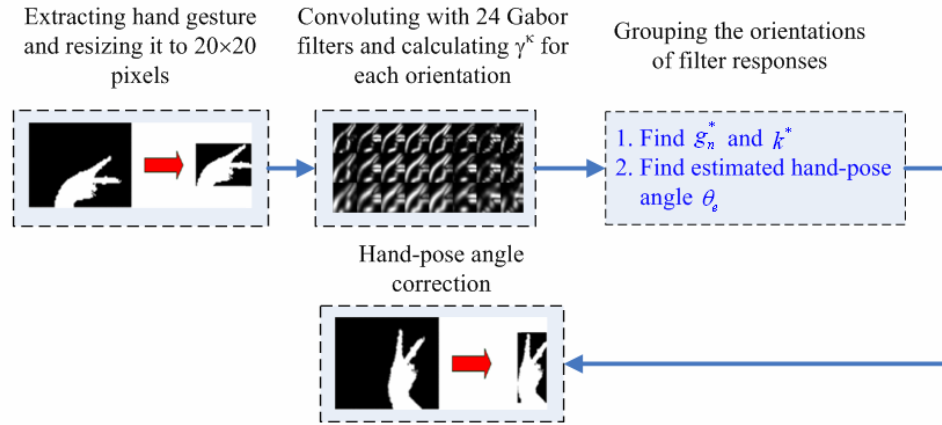 Extracting hand gesture
and resizing it to 20×20
pixels
Convoluting with 24 Gabor
filters and calculating γ^κ for
each orientation
Grouping the orientations
of filter responses
1. Find g_n^* and k^*
2. Find estimated hand-pose
angle θ_e
Hand-pose angle
correction